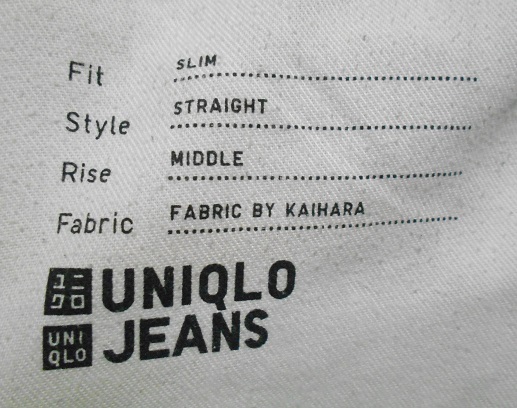 Fit SLIM
Style STRAIGHT
Rise MIDDLE
Fabric FABRIC BY KAIHARA
ユニ
クロ
UNIQLO
UNI
QLO
JEANS